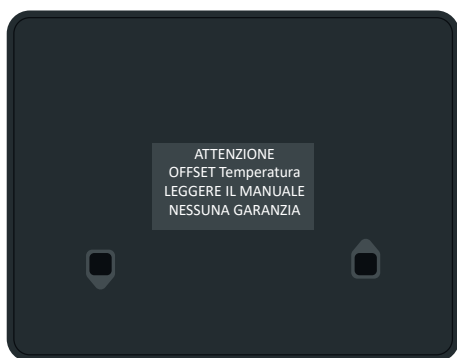 ATTENZIONE
OFFSET Temperatura
LEGGERE IL MANUALE
NESSUNA GARANZIA